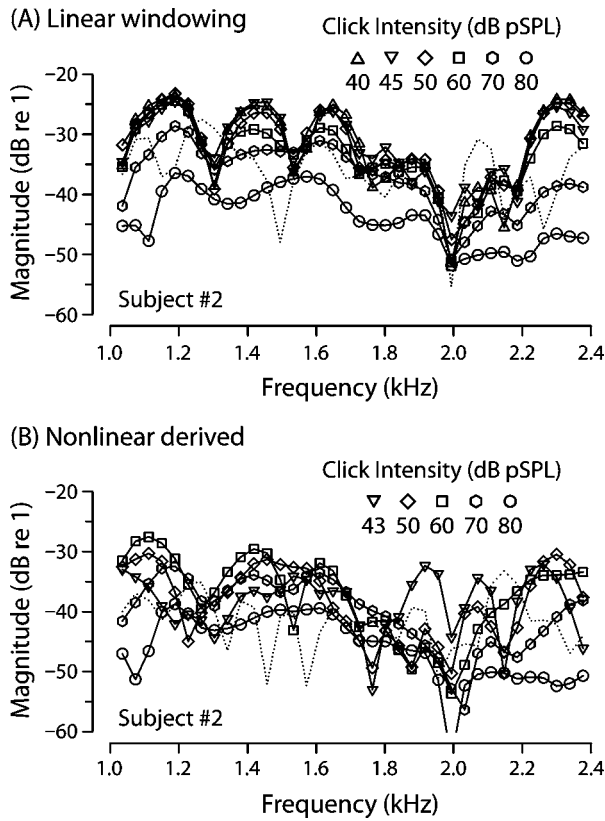 (A) Linear windowing
Click Intensity (dB pSPL)
40 45 50 60 70 80
Magnitude (dB re 1)
−20
−30
−40
−50
−60
Subject #2
1.0 1.2 1.4 1.6 1.8 2.0 2.2 2.4
Frequency (kHz)
(B) Nonlinear derived
Click Intensity (dB pSPL)
43 50 60 70 80
Magnitude (dB re 1)
−20
−30
−40
−50
−60
Subject #2
1.0 1.2 1.4 1.6 1.8 2.0 2.2 2.4
Frequency (kHz)